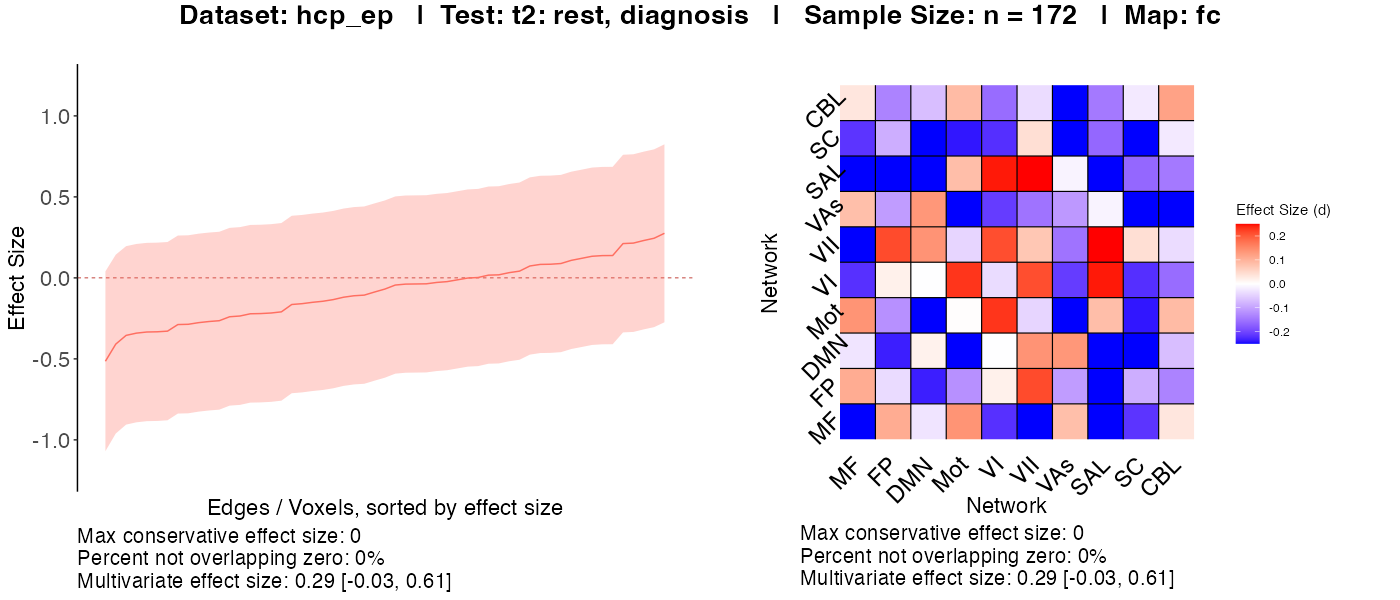 Dataset: hcp_ep | Test: t2: rest, diagnosis | Sample Size: n = 172 | Map: fc
Effect Size
1.0
0.5
0.0
-0.5
-1.0
Edges / Voxels, sorted by effect size
Max conservative effect size: 0
Percent not overlapping zero: 0%
Multivariate effect size: 0.29 [-0.03, 0.61]
Network
CBL
SC
SAL
VAs
VII
VI
Mot
DMN
FP
MF
MF
FP
DMN
Mot
VI
VII
VAs
SAL
SC
CBL
Network
Effect Size (d)
0.2
0.1
0.0
-0.1
-0.2
Max conservative effect size: 0
Percent not overlapping zero: 0%
Multivariate effect size: 0.29 [-0.03, 0.61]